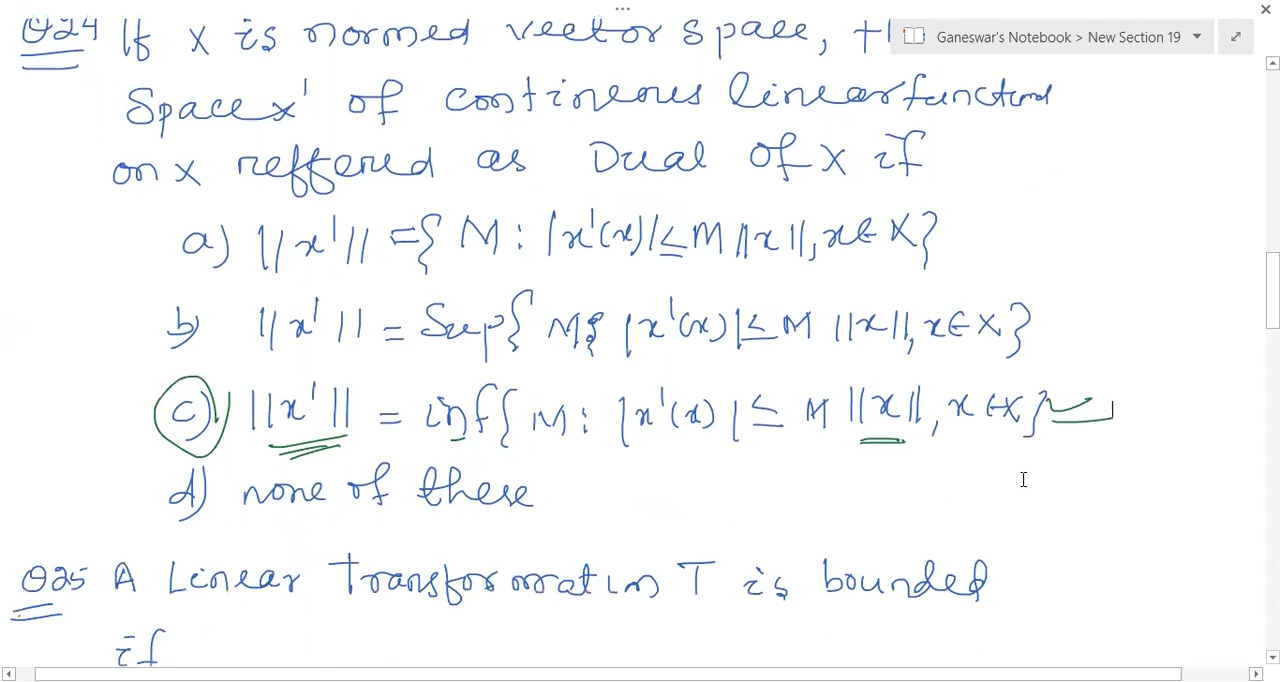 Q24 If X is normed vector space, th
Ganeswar's Notebook > New Section 19
Space X' of contineous linear function
on X reffered as Dual of X if
a) ||x'|| = { M : |x'(x)| ≤ M ||x||, x ∈ X }
b) ||x'|| = Sup{ M : |x'(x)| ≤ M ||x||, x ∈ X }
c) ||x'|| = inf{ M : |x'(x)| ≤ M ||x||, x ∈ X }
d) none of these
Q25 A Linear Transformation T is bounded
if